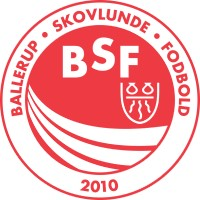 BALLERUP • SKOVLUNDE • FODBOLD
BSF
2010